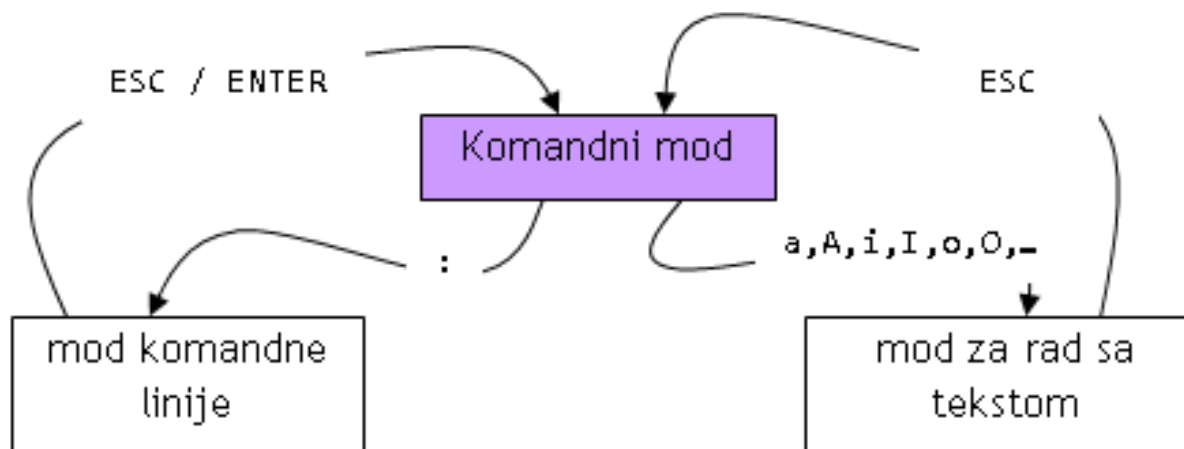 ESC / ENTER
ESC
Komandni mod
a,A,i,I,o,O,…
:
mod komandne
linije
mod za rad sa
tekstom